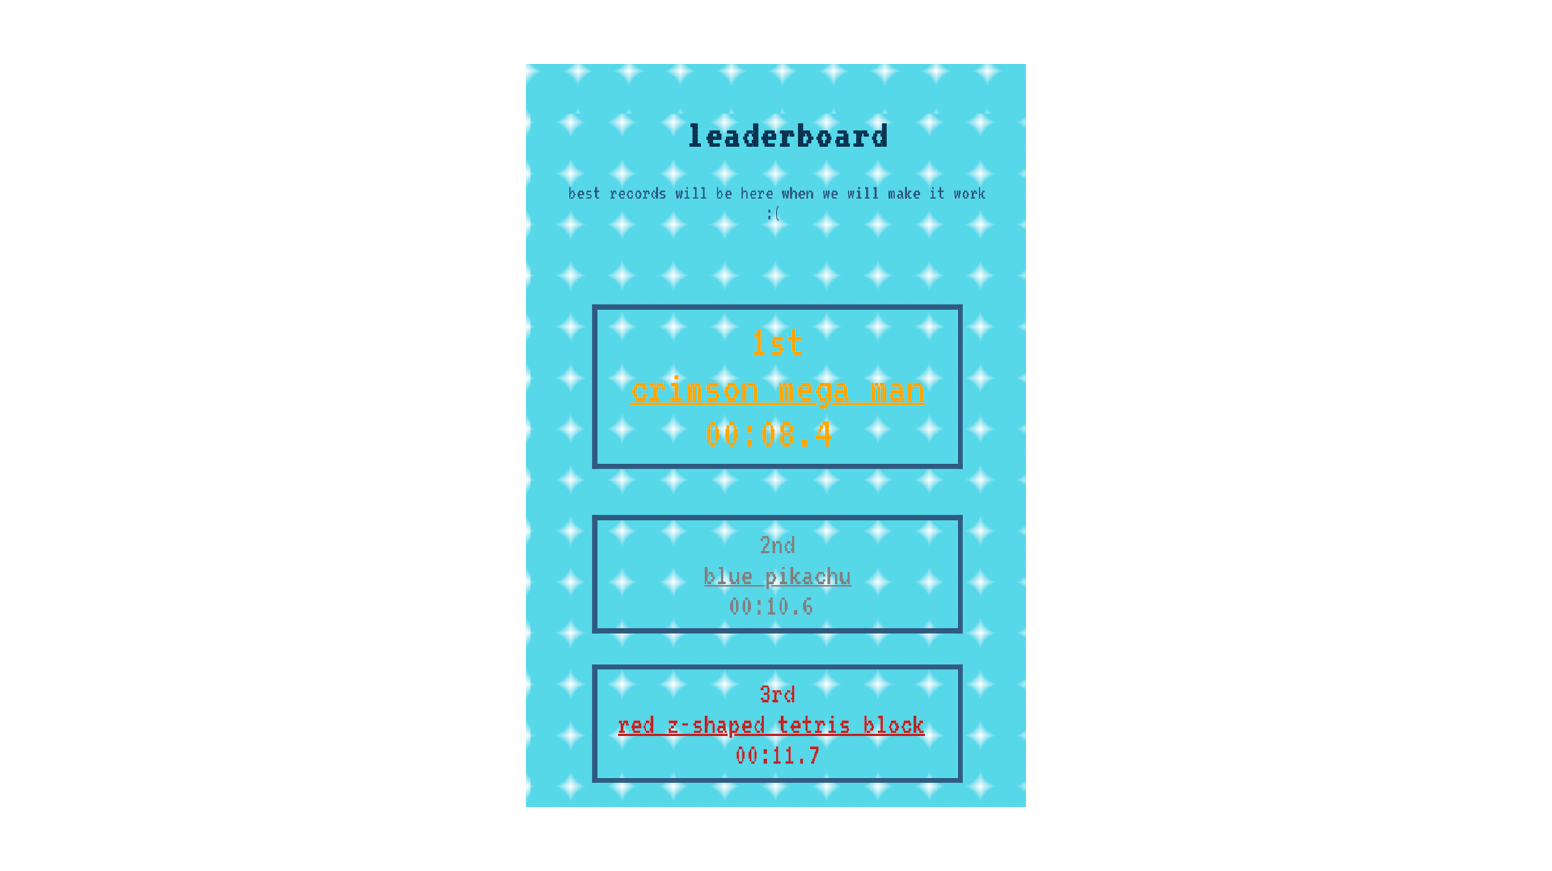 leaderboard
best records will be here when we will make it work
:(
1st
crimson mega man
00:08.4
2nd
blue pikachu
00:10.6
3rd
red z-shaped tetris block
00:11.7